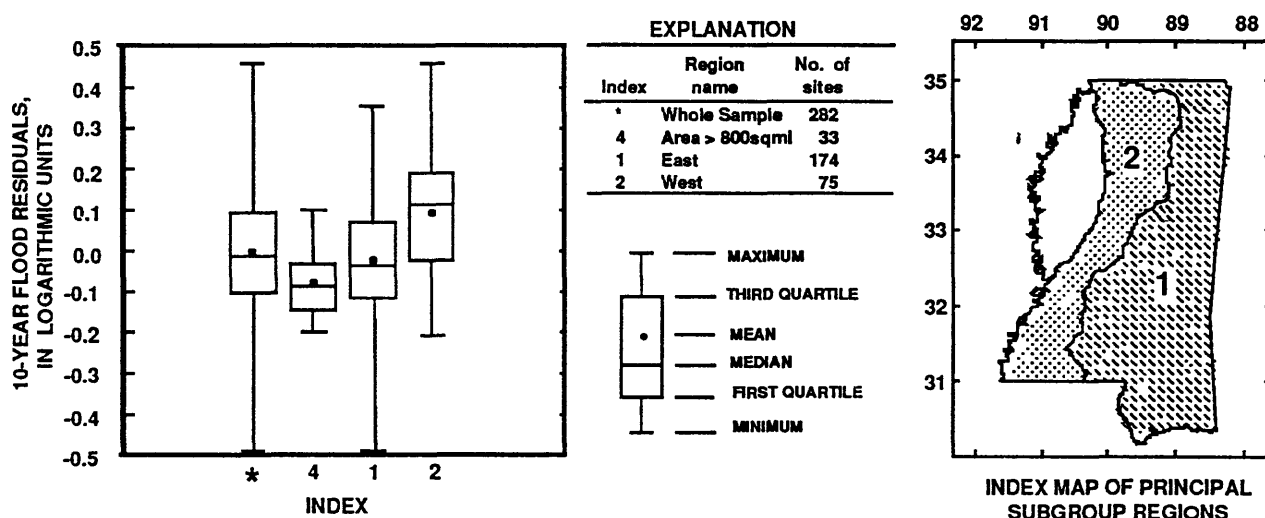 10-YEAR FLOOD RESIDUALS,
IN LOGARITHMIC UNITS
0.5
0.4
0.3
0.2
0.1
0.0
-0.1
-0.2
-0.3
-0.4
-0.5
* 4 1 2
INDEX
EXPLANATION
Region No. of
Index name sites
* Whole Sample 282
4 Area > 800sqml 33
1 East 174
2 West 75
MAXIMUM
THIRD QUARTILE
MEAN
MEDIAN
FIRST QUARTILE
MINIMUM
92 91 90 89 88
35
34
33
32
31
2
1
INDEX MAP OF PRINCIPAL
SUBGROUP REGIONS